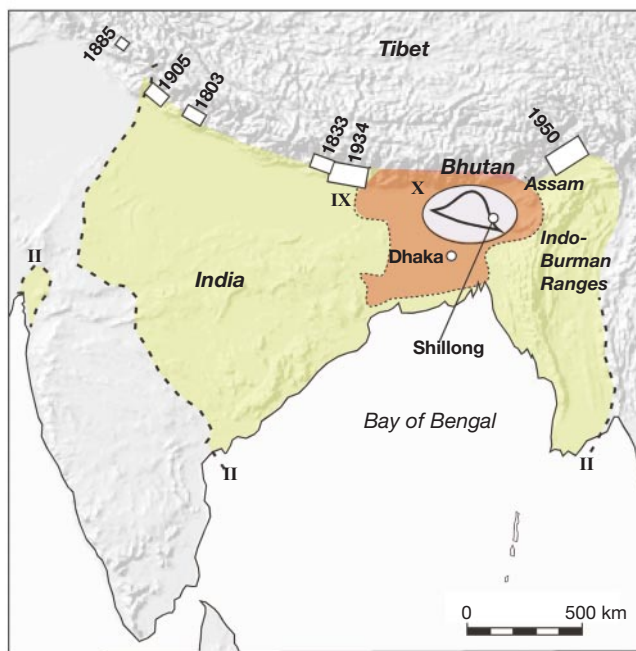 Tibet
1885
1905
1803
1833
1934
1950
Bhutan
Assam
IX
X
Indo-
Burman
Ranges
Dhaka
II
India
Shillong
Bay of Bengal
II
II
0 500 km